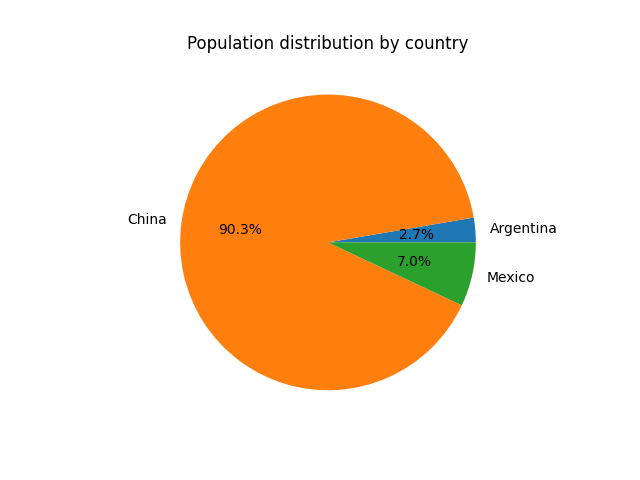 Population distribution by country
China
90.3%
2.7%
Argentina
7.0%
Mexico